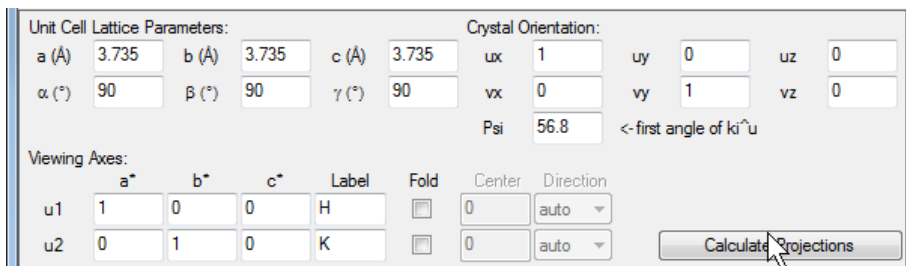 Unit Cell Lattice Parameters: Crystal Orientation:
a (Å) 3.735 b (Å) 3.735 c (Å) 3.735 ux 1 uy 0 uz 0
α (°) 90 β (°) 90 γ (°) 90 vx 0 vy 1 vz 0
Psi 56.8 <-first angle of ki^u
Viewing Axes:
a* b* c* Label Fold Center Direction
u1 1 0 0 H 0 auto
u2 0 1 0 K 0 auto Calculate Projections